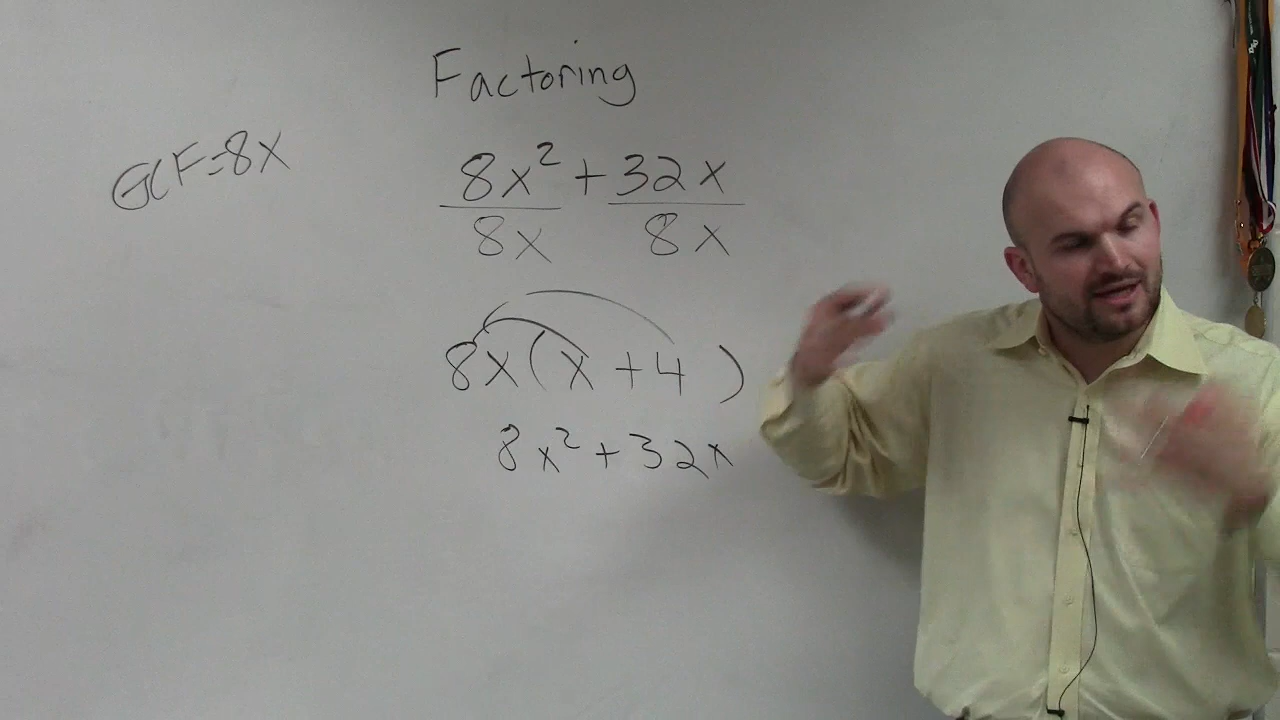 Factoring
GCF=8x
8x² + 32x
8x 8x
8x(x + 4)
8x² + 32x